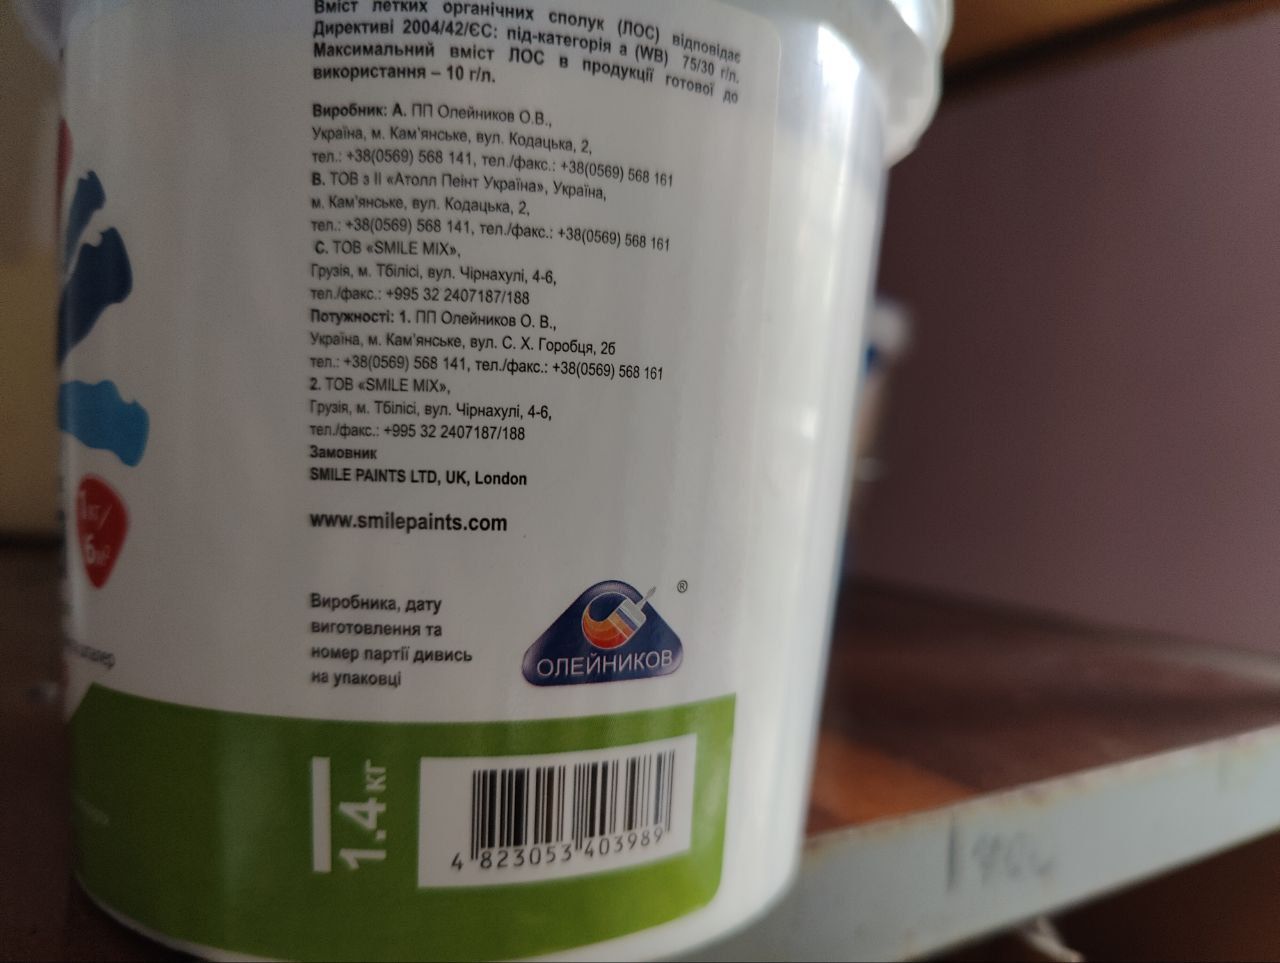 Вміст летких органічних сполук (ЛОС) відповідає
Директиві 2004/42/ЄС: під-категорія а (WB) 75/30 г/л.
Максимальний вміст ЛОС в продукції готової до
використання – 10 г/л.
Виробник: А. ПП Олейников О.В.,
Україна, м. Кам'янське, вул. Кодацька, 2,
тел.: +38(0569) 568 141, тел./факс.: +38(0569) 568 161
В. ТОВ з ІІ «Атолл Пеінт Україна», Україна,
м. Кам'янське, вул. Кодацька, 2,
тел.: +38(0569) 568 141, тел./факс.: +38(0569) 568 161
С. ТОВ «SMILE MIX»,
Грузія, м. Тбілісі, вул. Чірнахулі, 4-6,
тел./факс.: +995 32 2407187/188
Потужності: 1. ПП Олейников О. В.,
Україна, м. Кам'янське, вул. С. Х. Горобця, 2б
тел.: +38(0569) 568 141, тел./факс.: +38(0569) 568 161
2. ТОВ «SMILE MIX»,
Грузія, м. Тбілісі, вул. Чірнахулі, 4-6,
тел./факс.: +995 32 2407187/188
Замовник
SMILE PAINTS LTD, UK, London
www.smilepaints.com
Виробника, дату
виготовлення та
номер партії дивись
на упаковці
®
ОЛЕЙНИКОВ
1.4 кг
4 823053 403989
1 кг/
6 м²